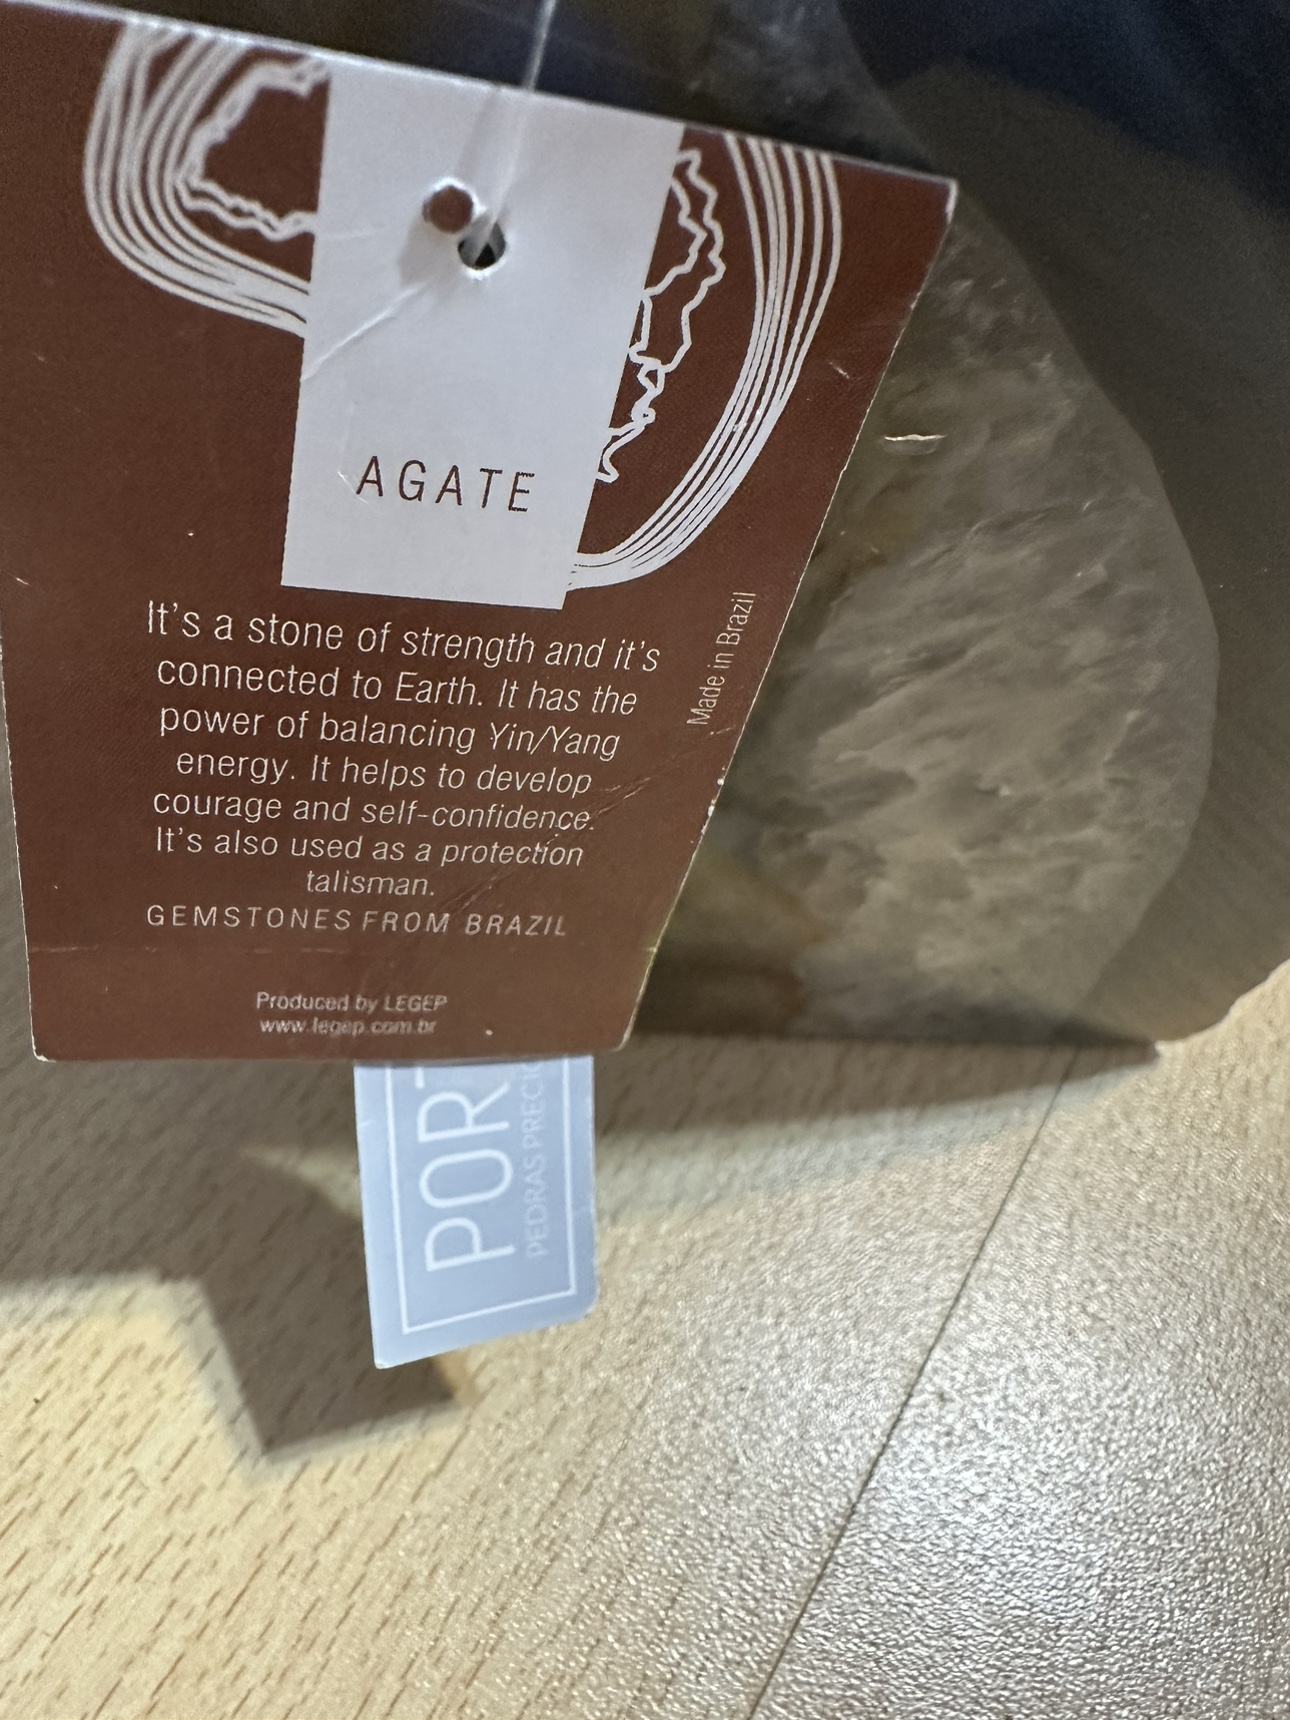 AGATE
It's a stone of strength and it's
connected to Earth. It has the
power of balancing Yin/Yang
energy. It helps to develop
courage and self-confidence.
It's also used as a protection
talisman.
GEMSTONES FROM BRAZIL
Produced by LEGEP
www.legep.com.br
Made in Brazil
POR
PEDRAS PRECI